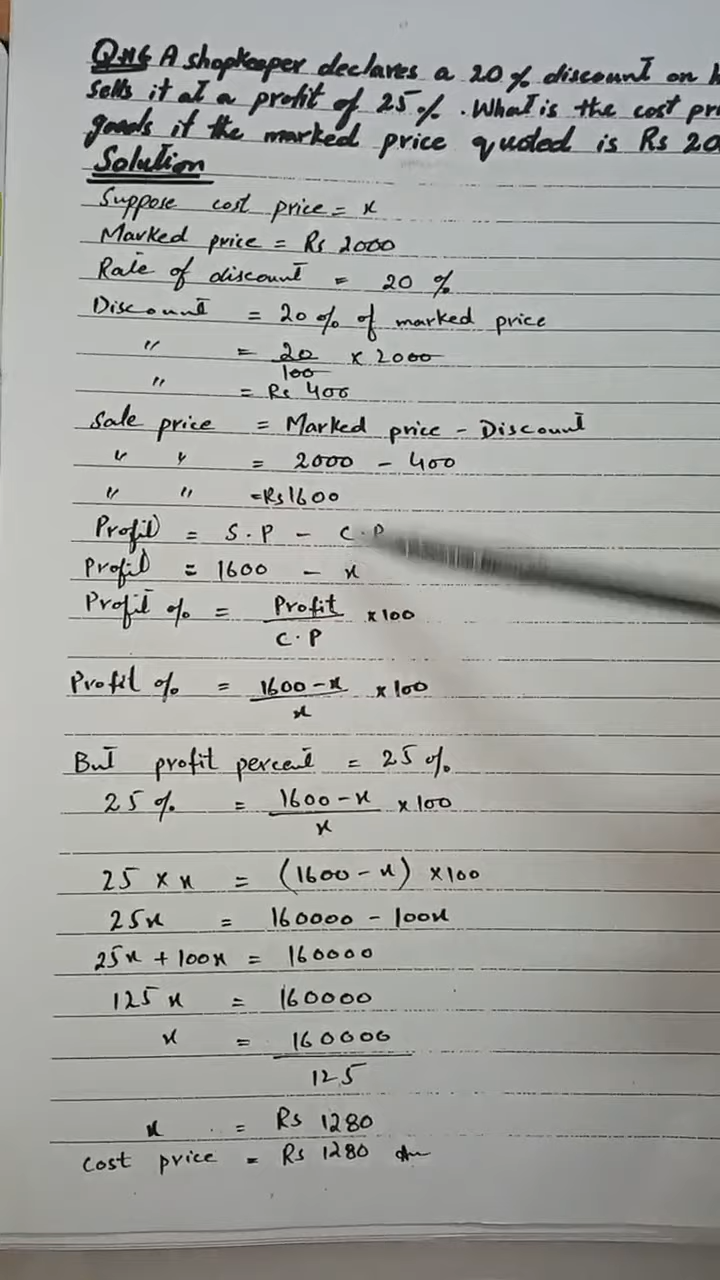 Q#16 A shopkeeper declares a 20% discount on
sells it at a profit of 25%. What is the cost
goods if the marked price quoted is Rs 20
Solution
Suppose cost price = x
Marked price = Rs 2000
Rate of discount = 20 %
Discount = 20% of marked price
" = 20/100 × 2000
" = Rs 400
Sale price = Marked price - Discount
" " = 2000 - 400
" " = Rs 1600
Profit = S.P - C.P
Profit = 1600 - x
Profit % = Profit/C.P × 100
Profit % = 1600-x/x × 100
But profit percent = 25 %
25 % = 1600-x/x × 100
25 × x = (1600 - x) × 100
25x = 160000 - 100x
25x + 100x = 160000
125 x = 160000
x = 160000/125
x = Rs 1280
Cost price = Rs 1280